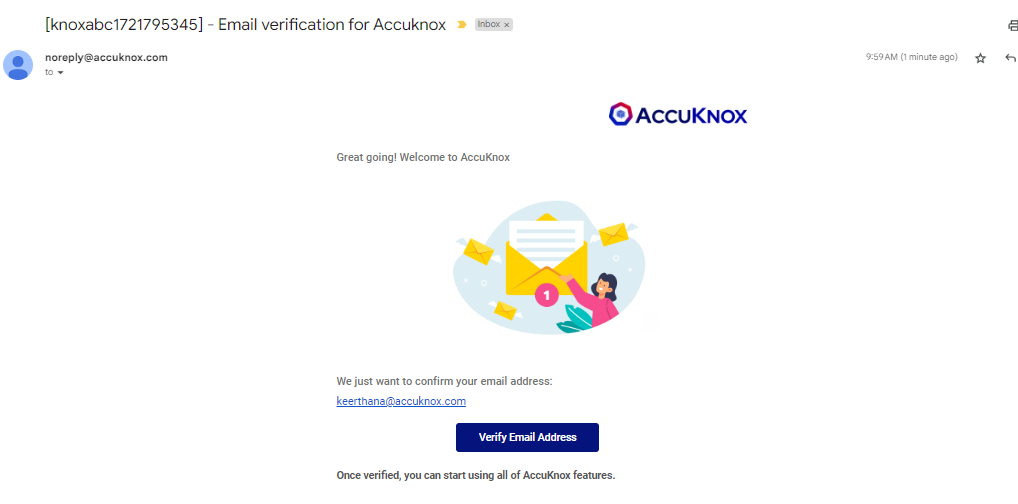 [knoxabc1721795345] - Email verification for Accuknox
Inbox ×
noreply@accuknox.com
9:59 AM (1 minute ago)
to
ACCUKNOX
Great going! Welcome to AccuKnox
1
We just want to confirm your email address:
keerthana@accuknox.com
Verify Email Address
Once verified, you can start using all of AccuKnox features.